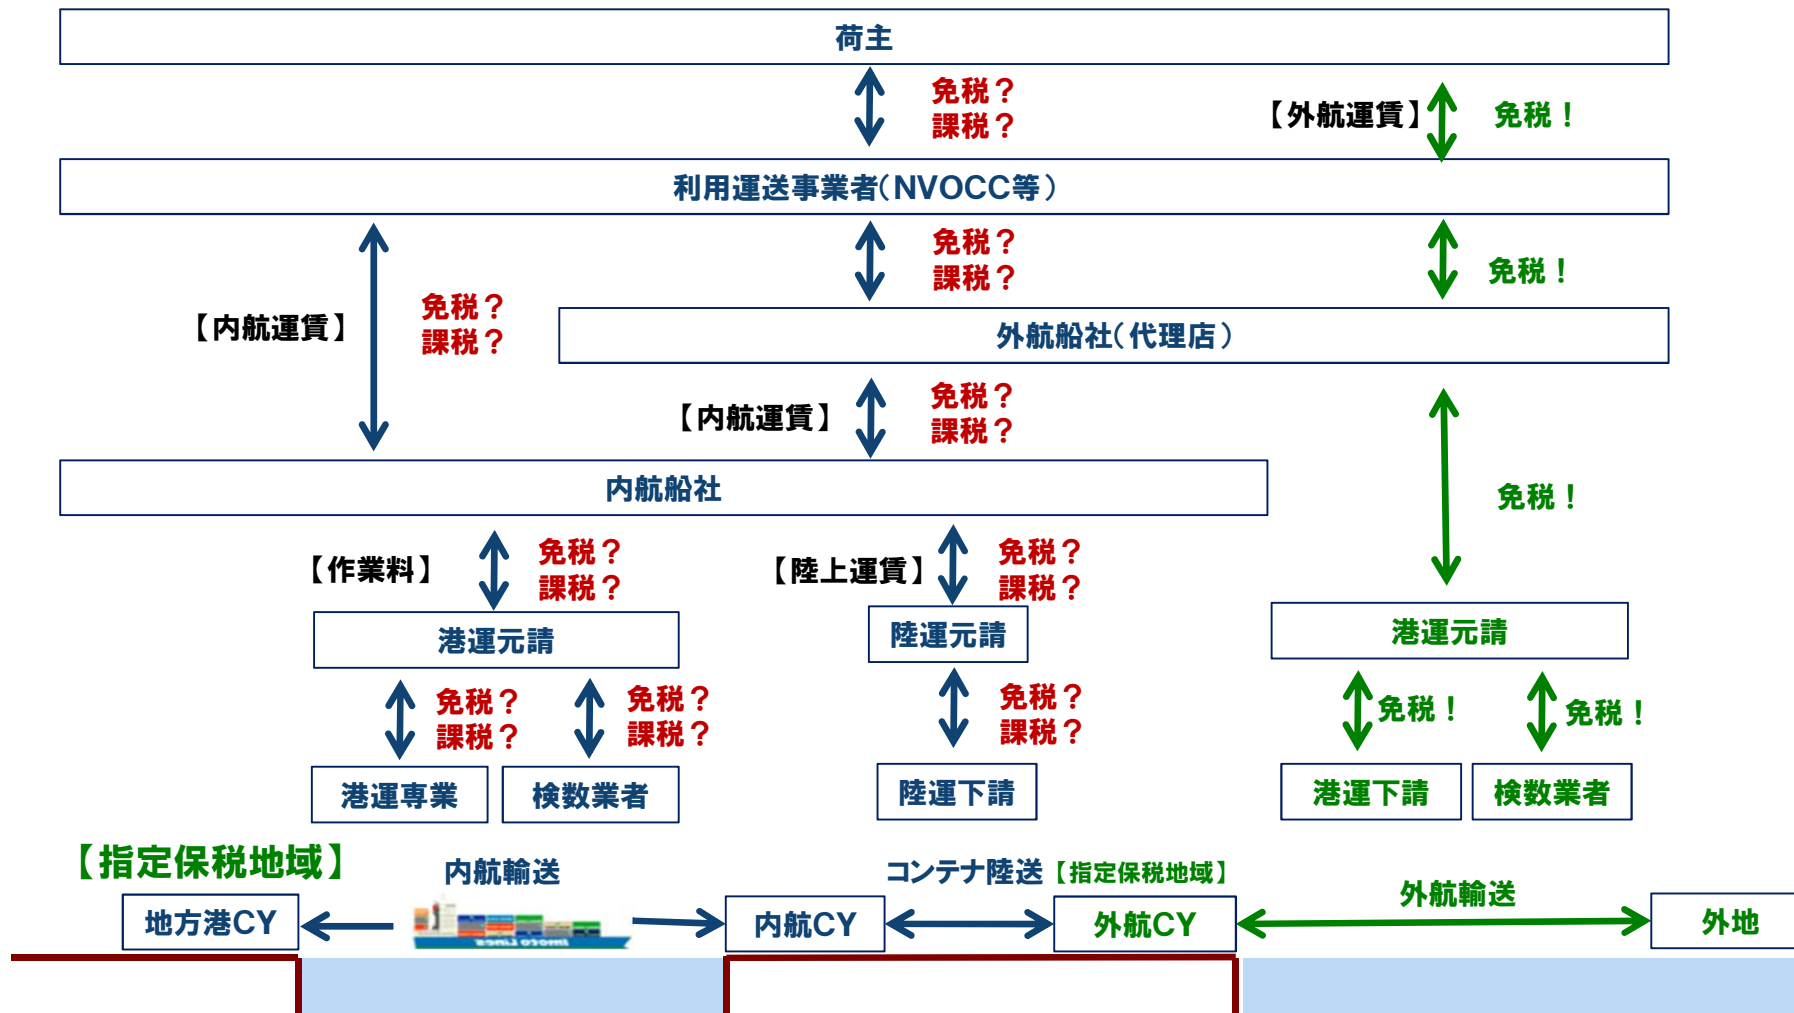 荷主
免税？
課税？
【外航運賃】
免税！
利用運送事業者(NVOCC等)
【内航運賃】
免税？
課税？
免税？
課税？
免税！
外航船社(代理店)
【内航運賃】
免税？
課税？
免税！
内航船社
【作業料】
免税？
課税？
【陸上運賃】
免税？
課税？
港運元請
陸運元請
港運元請
免税？
課税？
免税？
課税？
免税？
課税？
免税！
免税！
港運専業
検数業者
陸運下請
港運下請
検数業者
【指定保税地域】
内航輸送
コンテナ陸送
【指定保税地域】
外航輸送
地方港CY
imoto Lines
内航CY
外航CY
外地